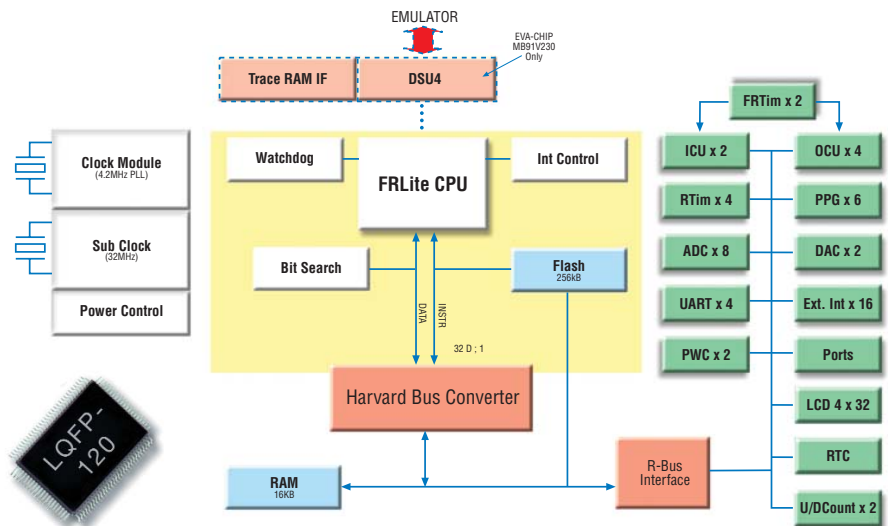 EMULATOR
EVA-CHIP
MB91V230
Only
Trace RAM IF
DSU4
FRTim x 2
Clock Module
(4.2MHz PLL)
Watchdog
FRLite CPU
Int Control
ICU x 2
OCU x 4
RTim x 4
PPG x 6
Sub Clock
(32MHz)
Bit Search
Flash
256kB
ADC x 8
DAC x 2
Power Control
DATA
INSTR
UART x 4
Ext. Int x 16
32 D ; 1
PWC x 2
Ports
Harvard Bus Converter
LCD 4 x 32
LQFP-
120
R-Bus
Interface
RTC
RAM
16KB
U/DCount x 2